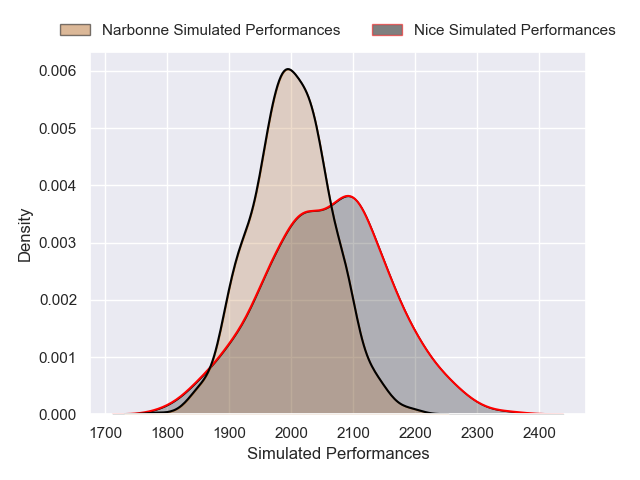 Narbonne Simulated Performances Nice Simulated Performances
0.006
0.005
0.004
0.003
0.002
0.001
0.000
Density
1700 1800 1900 2000 2100 2200 2300 2400
Simulated Performances